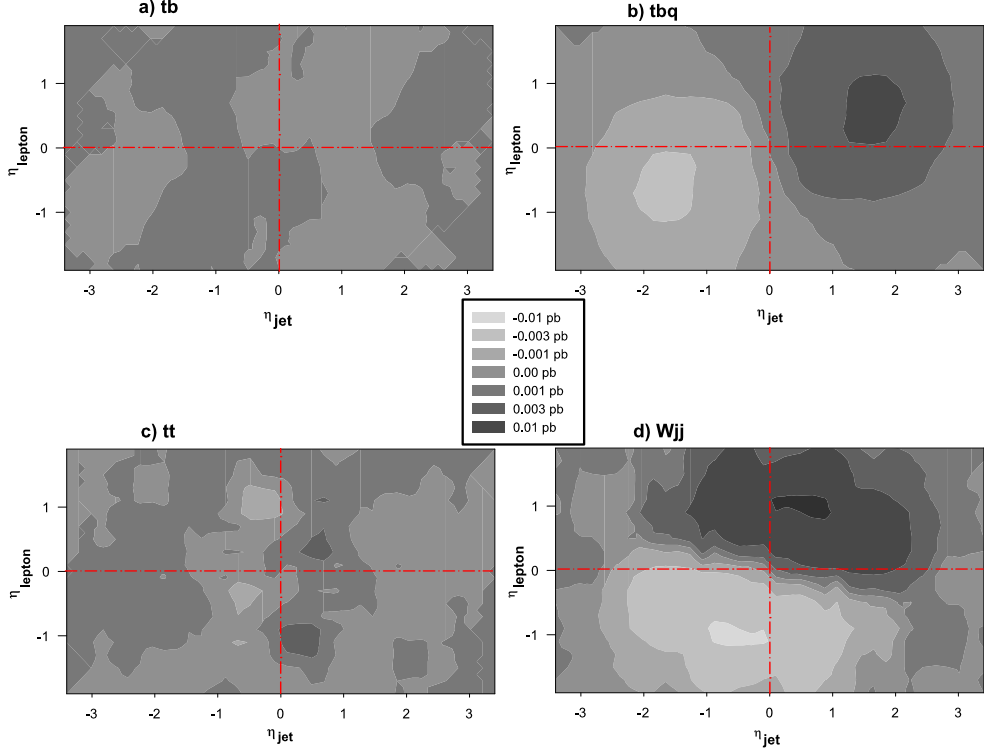 a) tb
b) tbq
η lepton
1
0
-1
-3 -2 -1 0 1 2 3
η jet
η lepton
1
0
-1
-3 -2 -1 0 1 2 3
η jet
-0.01 pb
-0.003 pb
-0.001 pb
0.00 pb
0.001 pb
0.003 pb
0.01 pb
c) tt
d) Wjj
η lepton
1
0
-1
-3 -2 -1 0 1 2 3
η jet
η lepton
1
0
-1
-3 -2 -1 0 1 2 3
η jet